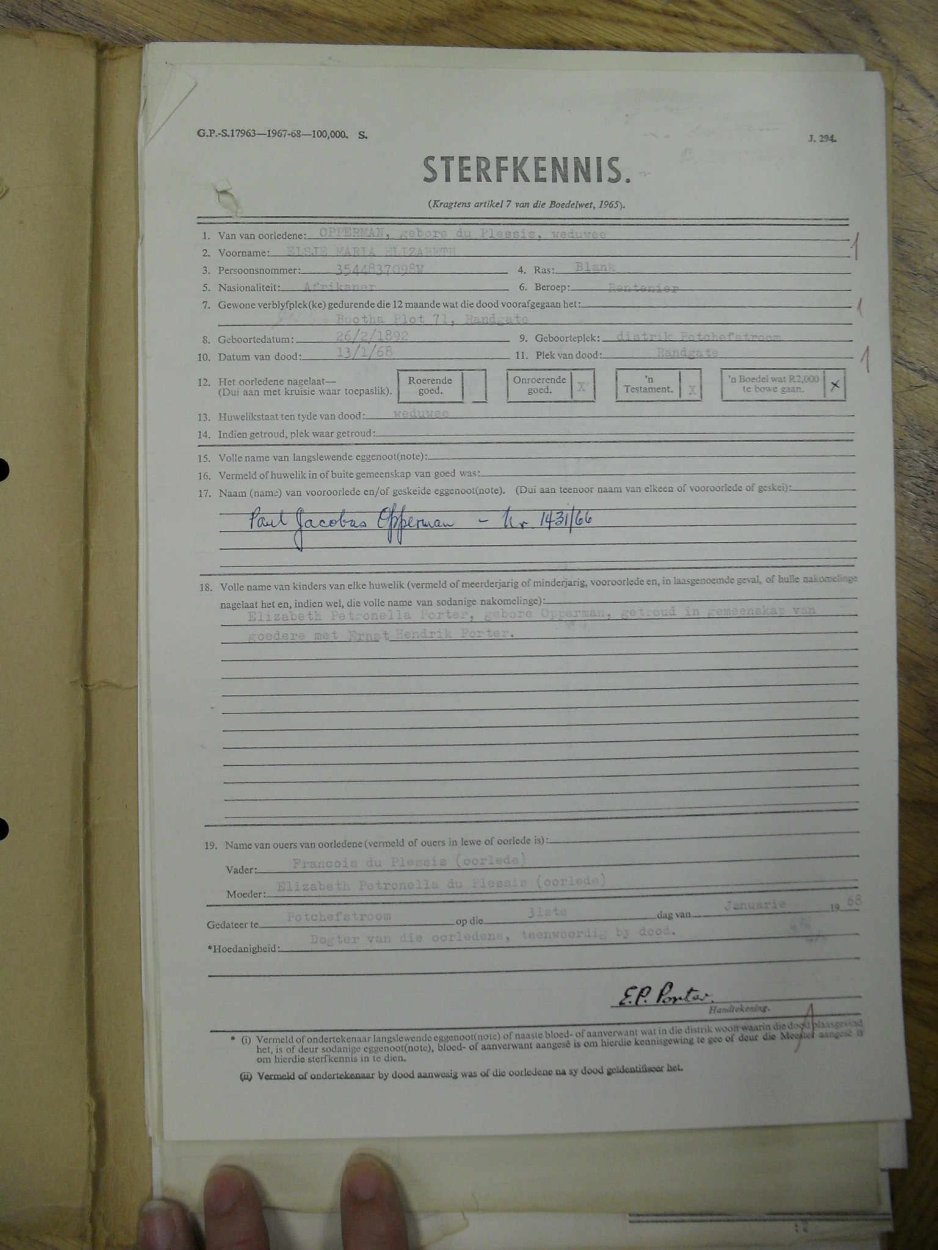 G.P.-S.17963—1967-68—100,000. S.
J. 294.
STERFKENNIS.
(Kragtens artikel 7 van die Boedelwet, 1965).
1. Van van oorledene: OPPERMAN, gebore du Plessis, weduwee
2. Voorname: ELSJE MARIA ELIZABETH
3. Persoonsnommer: 3544837098W 4. Ras: Blank
5. Nasionaliteit: Afrikaner 6. Beroep: Rentenier
7. Gewone verblyfplek(ke) gedurende die 12 maande wat die dood voorafgegaan het:
Bootha Plot 71, Randgate
8. Geboortedatum: 26/2/1892 9. Geboorteplek: distrik Potchefstroom
10. Datum van dood: 13/1/68 11. Plek van dood: Randgate
12. Het oorledene nagelaat—
(Dui aan met kruisie waar toepaslik).
Roerende goed.
Onroerende goed. X
'n Testament. X
'n Boedel wat R2,000 te bowe gaan. X
13. Huwelikstaat ten tyde van dood: weduwee
14. Indien getroud, plek waar getroud:
15. Volle name van langslewende eggenoot(note):
16. Vermeld of huwelik in of buite gemeenskap van goed was:
17. Naam (name) van vooroorlede en/of geskeide eggenoot(note). (Dui aan teenoor naam van elkeen of vooroorlede of geskei):
Paul Jacobus Opperman - Nr. 1431/66
18. Volle name van kinders van elke huwelik (vermeld of meerderjarig of minderjarig, vooroorlede en, in laasgenoemde geval, of hulle nakomelinge
nagelaat het en, indien wel, die volle name van sodanige nakomelinge):
Elizabeth Petronella Porter, gebore Opperman, getroud in gemeenskap van
goedere met Ernst Hendrik Porter.
19. Name van ouers van oorledene (vermeld of ouers in lewe of oorlede is):
Vader: Francois du Plessis (oorlede)
Moeder: Elizabeth Petronella du Plessis (oorlede)
Gedateer te Potchefstroom op die 31ste dag van Januarie 19 68
*Hoedanigheid: Dogter van die oorledene, teenwoordig by dood.
E.P. Porter.
Handtekening.
* (i) Vermeld of ondertekenaar langslewende eggenoot(note) of naaste bloed- of aanverwant wat in die distrik woon waarin die dood plaasgevind
het, is of deur sodanige eggenoot(note), bloed- of aanverwant aangesê is om hierdie kennisgewing te gee of deur die Meester aangesê is
om hierdie sterfkennis in te dien.
(ii) Vermeld of ondertekenaar by dood aanwesig was of die oorledene na sy dood geïdentifiseer het.